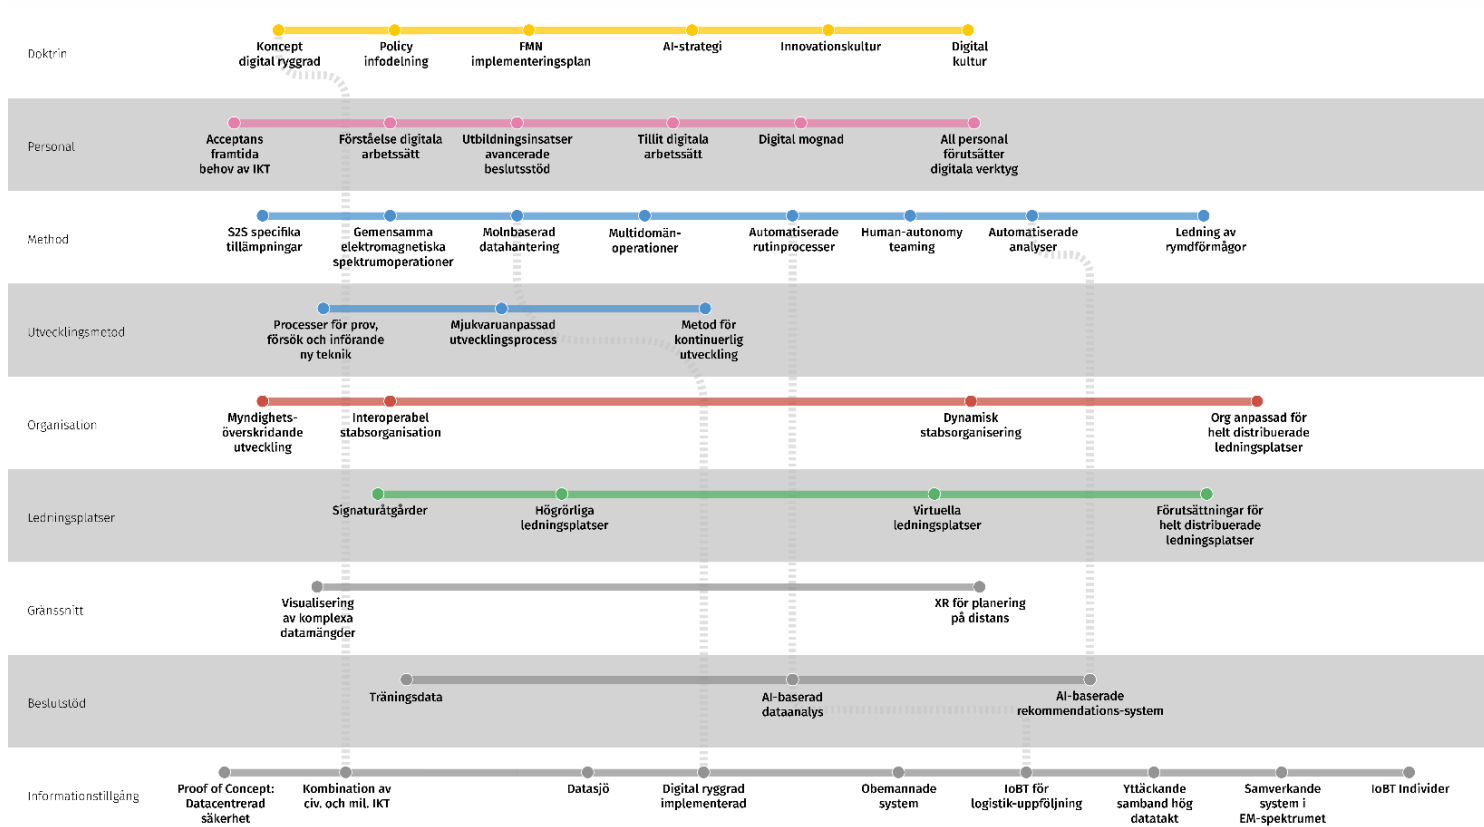 Doktrin
Koncept
digital ryggrad
Policy
infodelning
FMN
implementeringsplan
AI-strategi
Innovationskultur
Digital
kultur
Personal
Acceptans
framtida
behov av IKT
Förståelse digitala
arbetssätt
Utbildningsinsatser
avancerade
beslutsstöd
Tillit digitala
arbetssätt
Digital mognad
All personal
förutsätter
digitala verktyg
Method
S2S specifika
tillämpningar
Gemensamma
elektromagnetiska
spektrumoperationer
Molnbaserad
datahantering
Multidomän-
operationer
Automatiserade
rutinprocesser
Human-autonomy
teaming
Automatiserade
analyser
Ledning av
rymdförmågor
Utvecklingsmetod
Processer för prov,
försök och införande
ny teknik
Mjukvaruanpassad
utvecklingsprocess
Metod för
kontinuerlig
utveckling
Organisation
Myndighets-
överskridande
utveckling
Interoperabel
stabsorganisation
Dynamisk
stabsorganisering
Org anpassad för
helt distribuerade
ledningsplatser
Ledningsplatser
Signaturåtgårder
Högrörliga
ledningsplatser
Virtuella
ledningsplatser
Förutsättningar för
helt distribuerade
ledningsplatser
Gränssnitt
Visualisering
av komplexa
datamängder
XR för planering
på distans
Beslutstöd
Träningsdata
AI-baserad
dataanalys
AI-baserade
rekommendations-system
Informationstillgång
Proof of Concept:
Datacentrerad
säkerhet
Kombination av
civ. och mil. IKT
Datasjö
Digital ryggrad
implementerad
Obemannade
system
IoBT för
logistik-uppföljning
Yttäckande
samband hög
datatakt
Samverkande
system i
EM-spektrumet
IoBT Individer